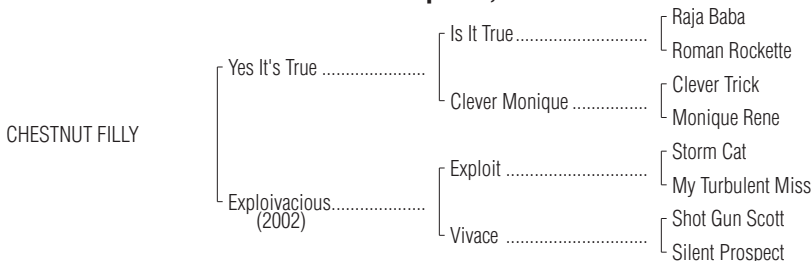 Raja Baba
Is It True
Roman Rockette
Yes It's True
Clever Trick
Clever Monique
Monique Rene
CHESTNUT FILLY
Storm Cat
Exploit
My Turbulent Miss
Exploivacious
(2002)
Shot Gun Scott
Vivace
Silent Prospect